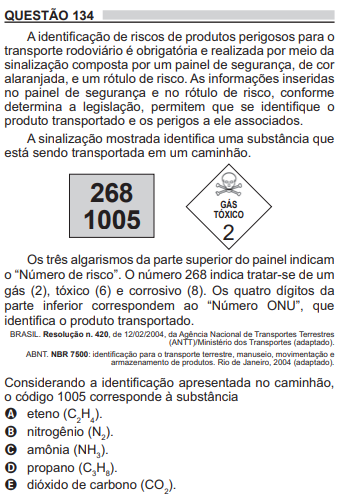 QUESTÃO 134
A identificação de riscos de produtos perigosos para o
transporte rodoviário é obrigatória e realizada por meio da
sinalização composta por um painel de segurança, de cor
alaranjada, e um rótulo de risco. As informações inseridas
no painel de segurança e no rótulo de risco, conforme
determina a legislação, permitem que se identifique o
produto transportado e os perigos a ele associados.
A sinalização mostrada identifica uma substância que
está sendo transportada em um caminhão.
268
1005
GÁS
TÓXICO
2
Os três algarismos da parte superior do painel indicam
o “Número de risco”. O número 268 indica tratar-se de um
gás (2), tóxico (6) e corrosivo (8). Os quatro dígitos da
parte inferior correspondem ao “Número ONU”, que
identifica o produto transportado.
BRASIL. Resolução n. 420, de 12/02/2004, da Agência Nacional de Transportes Terrestres
(ANTT)/Ministério dos Transportes (adaptado).
ABNT. NBR 7500: identificação para o transporte terrestre, manuseio, movimentação e
armazenamento de produtos. Rio de Janeiro, 2004 (adaptado).
Considerando a identificação apresentada no caminhão,
o código 1005 corresponde à substância
A eteno (C₂H₄).
B nitrogênio (N₂).
C amônia (NH₃).
D propano (C₃H₈).
E dióxido de carbono (CO₂).